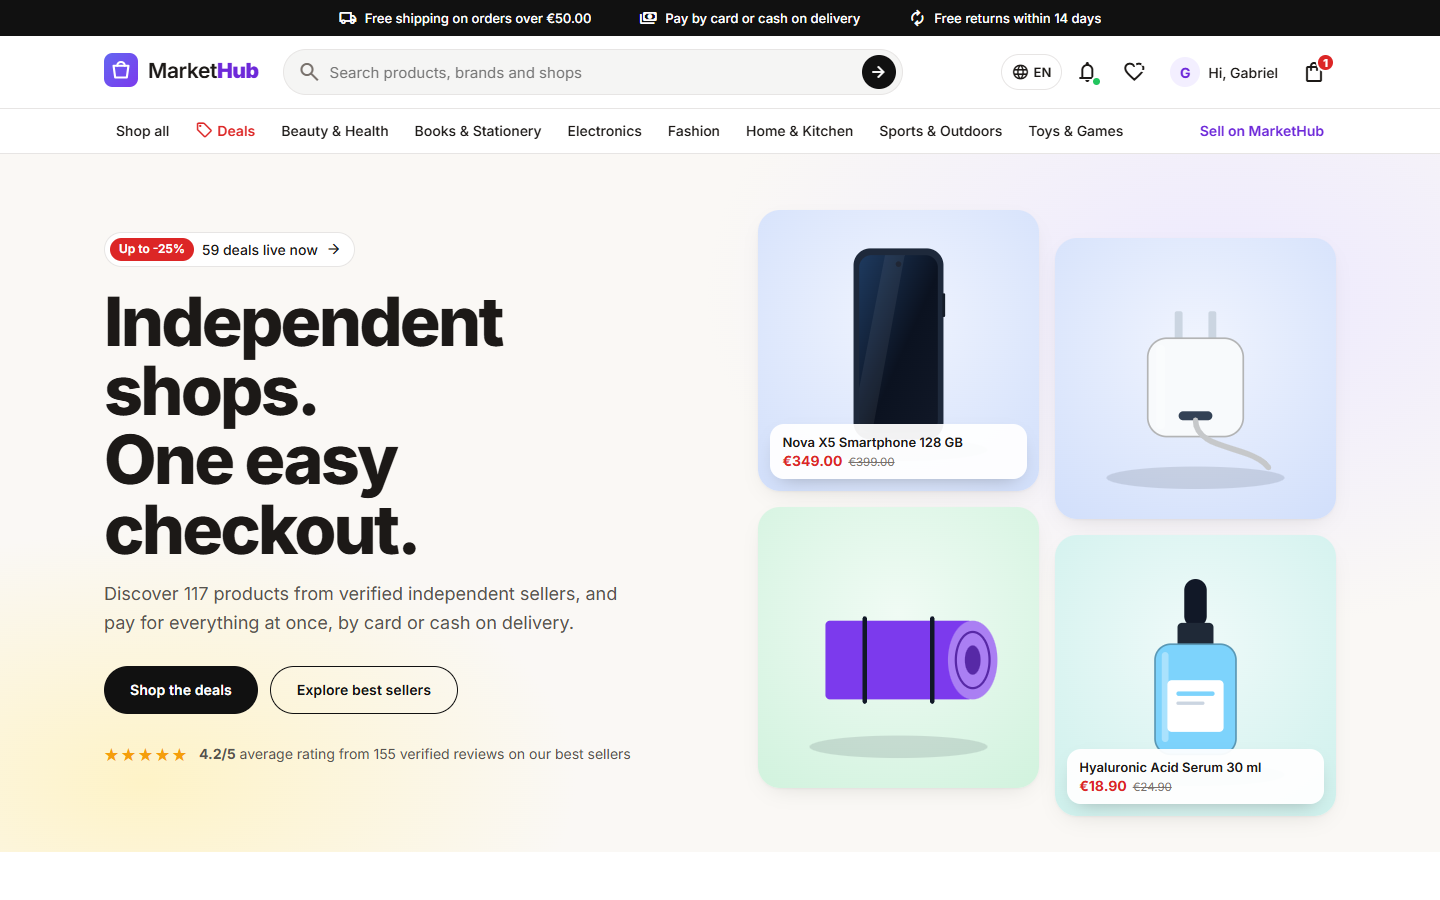 Free shipping on orders over €50.00
Pay by card or cash on delivery
Free returns within 14 days
MarketHub
Search products, brands and shops
EN
G
Hi, Gabriel
1
Shop all
Deals
Beauty & Health
Books & Stationery
Electronics
Fashion
Home & Kitchen
Sports & Outdoors
Toys & Games
Sell on MarketHub
Up to -25%
59 deals live now
Independent
shops.
One easy
checkout.
Discover 117 products from verified independent sellers, and
pay for everything at once, by card or cash on delivery.
Shop the deals
Explore best sellers
4.2/5 average rating from 155 verified reviews on our best sellers
Nova X5 Smartphone 128 GB
€349.00 €399.00
Hyaluronic Acid Serum 30 ml
€18.90 €24.90